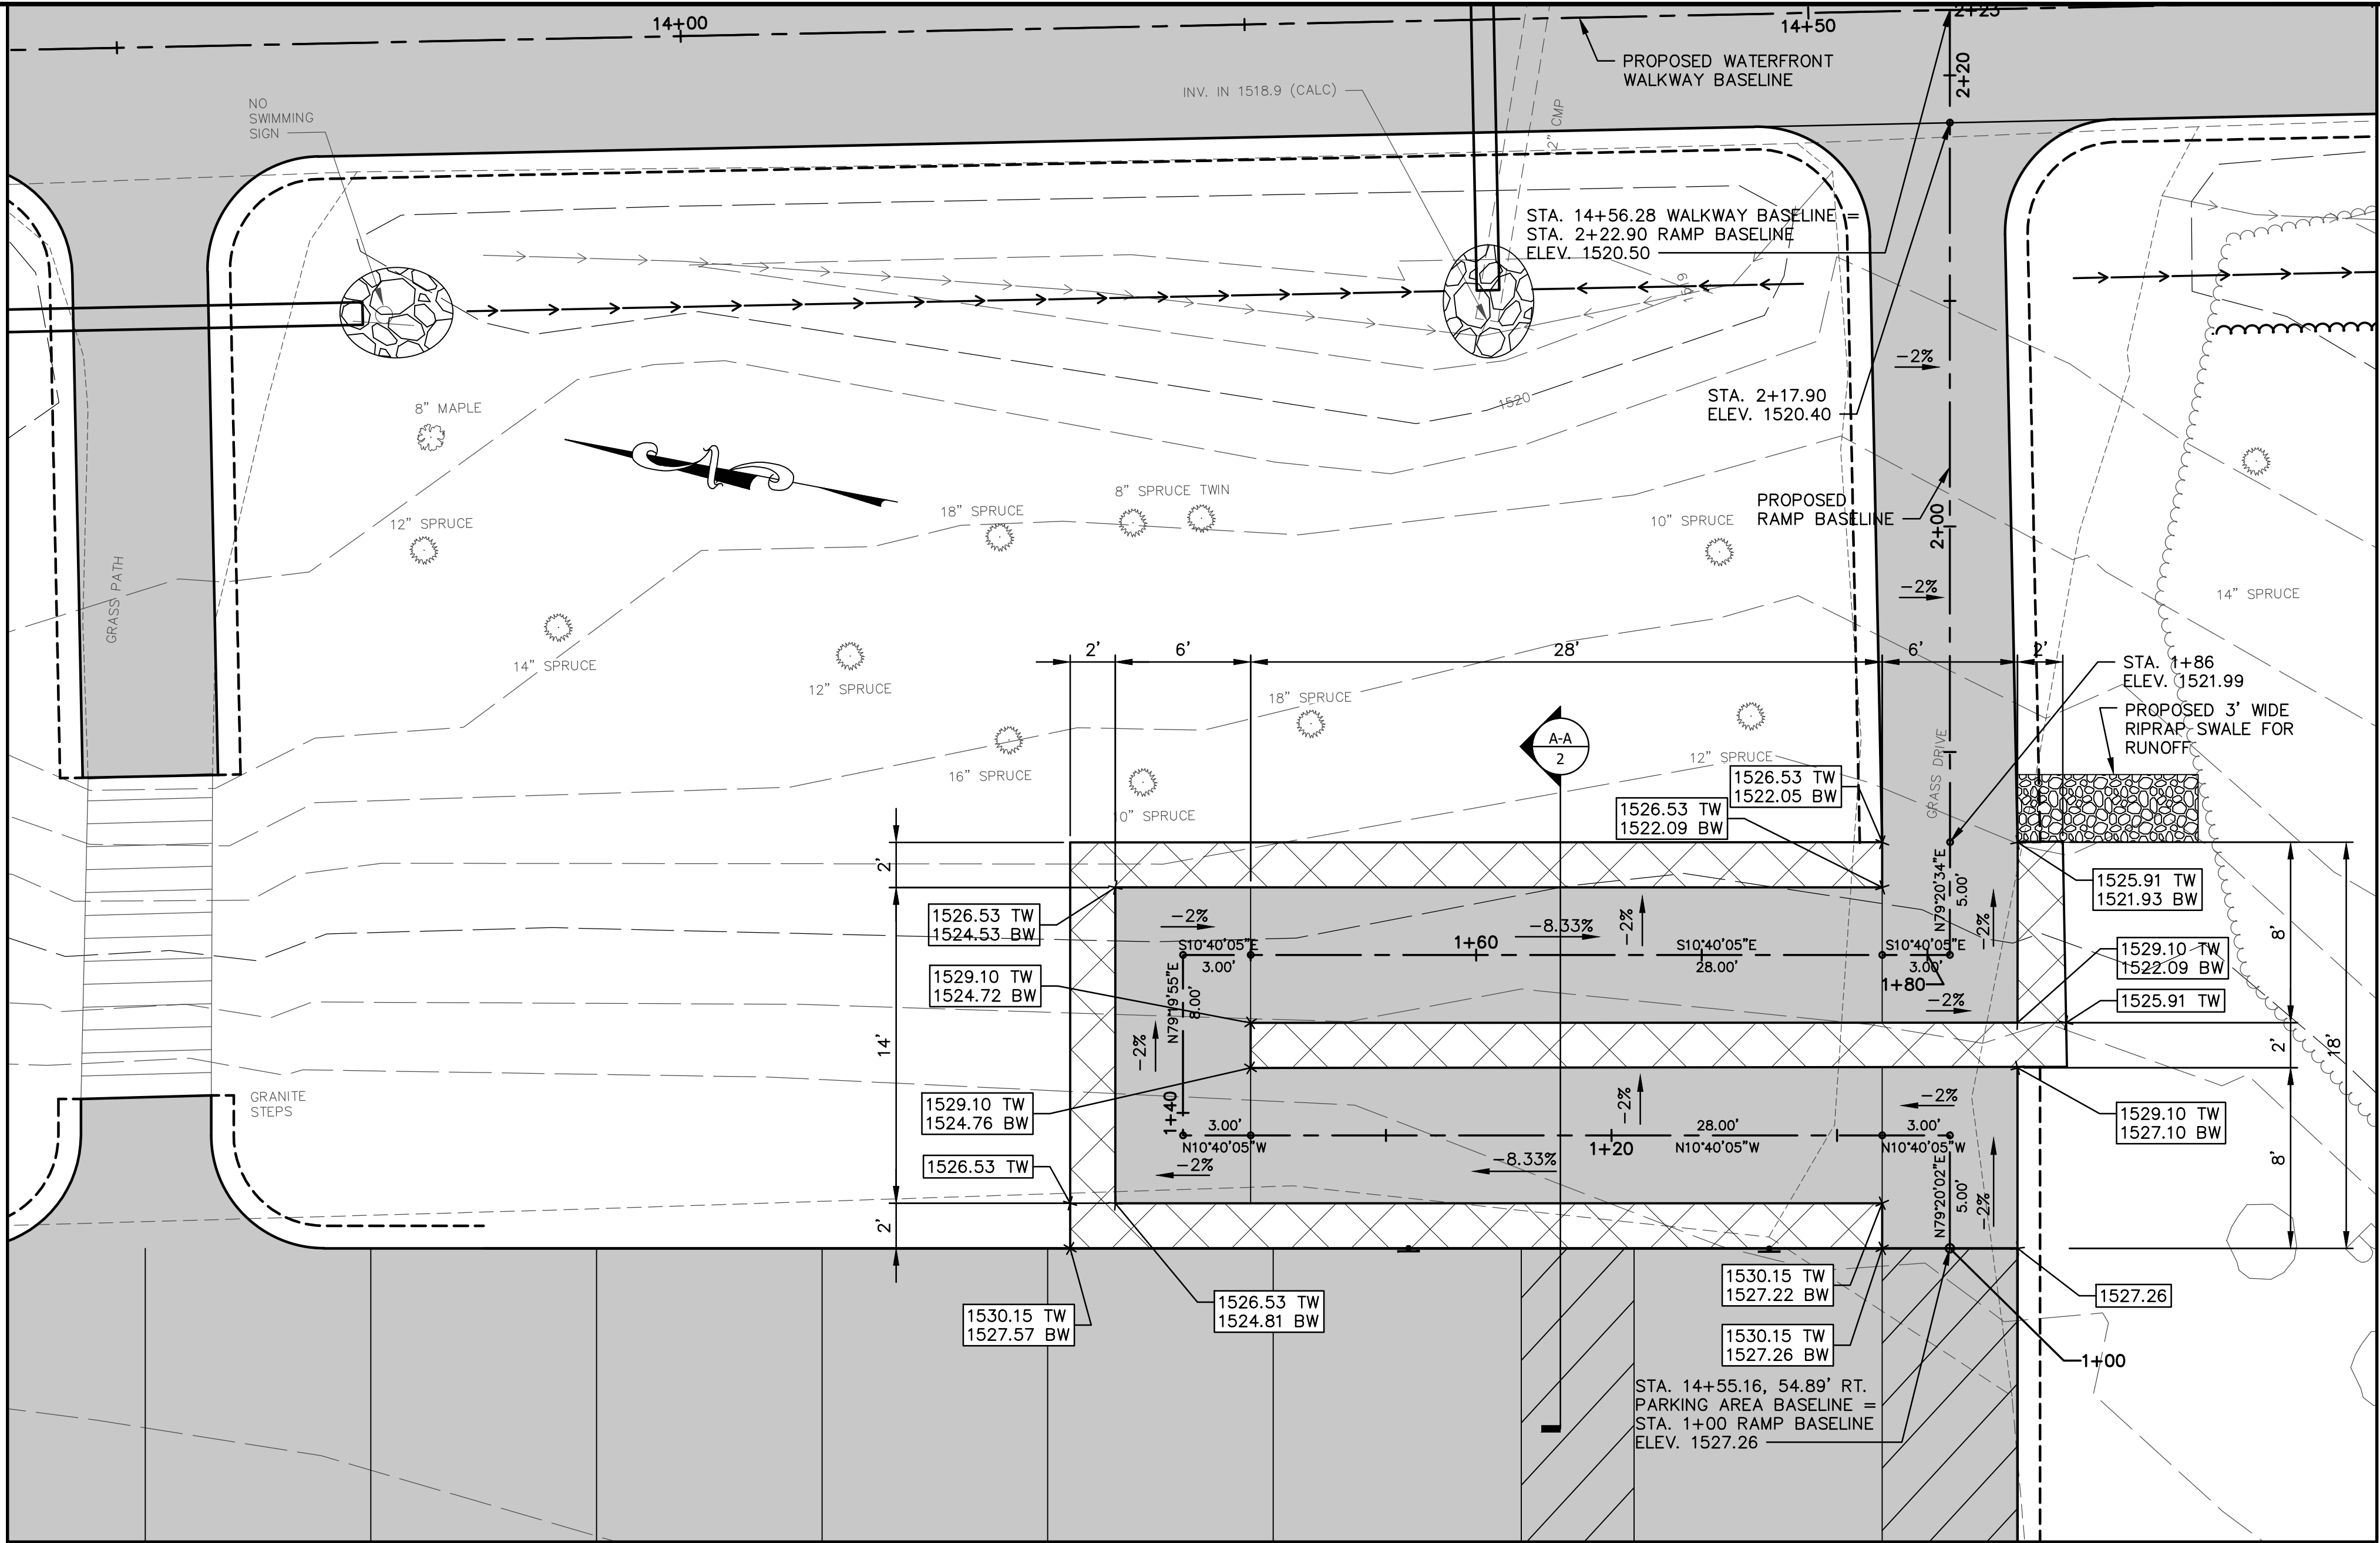 14+00
14+50
2+23
2+20
PROPOSED WATERFRONT
WALKWAY BASELINE
NO
SWIMMING
SIGN
INV. IN 1518.9 (CALC)
2" CMP
STA. 14+56.28 WALKWAY BASELINE =
STA. 2+22.90 RAMP BASELINE
ELEV. 1520.50
1519
-2%
STA. 2+17.90
ELEV. 1520.40
1520
8" MAPLE
N
12" SPRUCE
18" SPRUCE
8" SPRUCE TWIN
10" SPRUCE
PROPOSED
RAMP BASELINE
2+00
GRASS PATH
-2%
14" SPRUCE
14" SPRUCE
12" SPRUCE
2'
6'
28'
6'
2'
STA. 1+86
ELEV. 1521.99
PROPOSED 3' WIDE
RIPRAP SWALE FOR
RUNOFF
18" SPRUCE
16" SPRUCE
10" SPRUCE
A-A
2
12" SPRUCE
GRASS DRIVE
1526.53 TW
1522.05 BW
1526.53 TW
1522.09 BW
2'
1526.53 TW
1524.53 BW
-2%
S10°40'05"E
3.00'
1+60
-8.33%
-2%
S10°40'05"E
28.00'
S10°40'05"E
3.00'
1+80
N79°20'34"E
5.00'
-2%
-2%
1525.91 TW
1521.93 BW
8'
1529.10 TW
1522.09 BW
1525.91 TW
2'
18'
1529.10 TW
1524.72 BW
N79°19'55"E
8.00'
-2%
14'
1529.10 TW
1524.76 BW
1+40
GRANITE
STEPS
3.00'
N10°40'05"W
-2%
-8.33%
1+20
-2%
28.00'
N10°40'05"W
-2%
3.00'
N10°40'05"W
N79°20'02"E
5.00'
-2%
1529.10 TW
1527.10 BW
8'
1526.53 TW
2'
1530.15 TW
1527.57 BW
1526.53 TW
1524.81 BW
1530.15 TW
1527.22 BW
1530.15 TW
1527.26 BW
1527.26
1+00
STA. 14+55.16, 54.89' RT.
PARKING AREA BASELINE =
STA. 1+00 RAMP BASELINE
ELEV. 1527.26